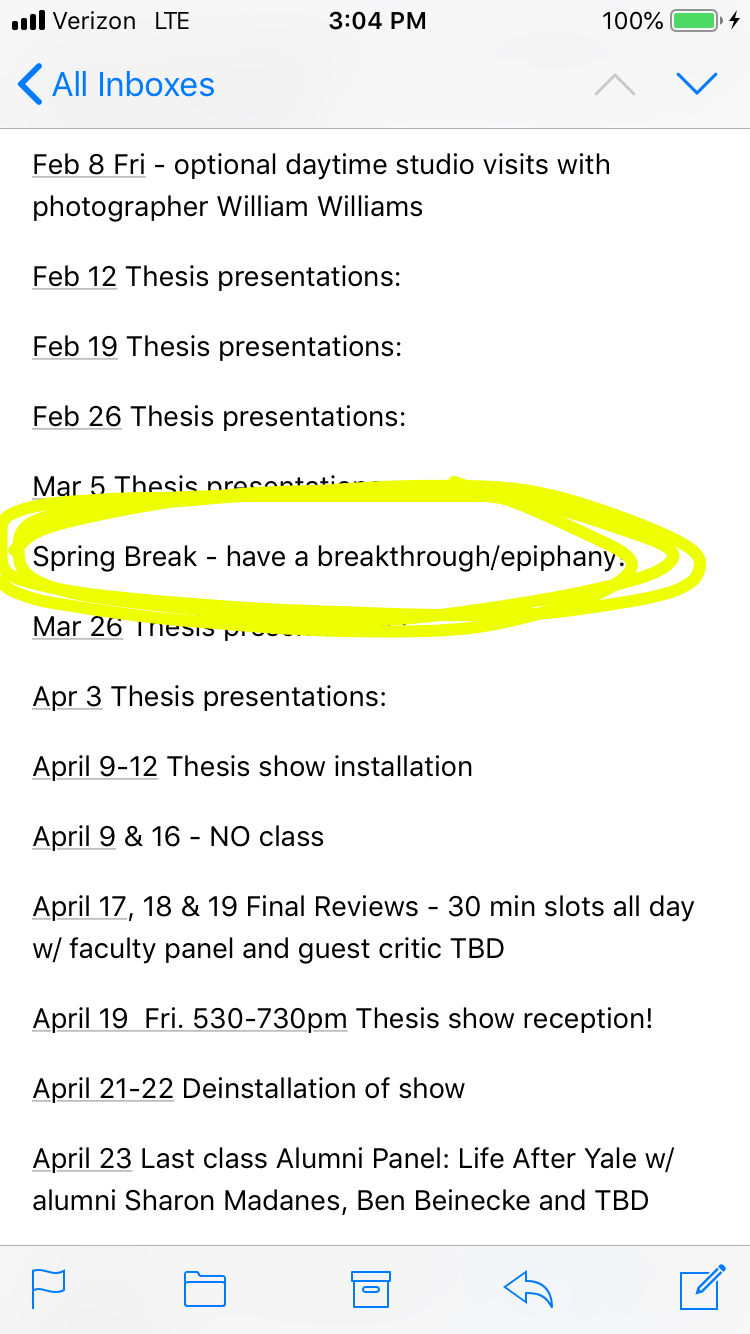 Verizon LTE 3:04 PM 100%
All Inboxes
Feb 8 Fri - optional daytime studio visits with
photographer William Williams
Feb 12 Thesis presentations:
Feb 19 Thesis presentations:
Feb 26 Thesis presentations:
Mar 5 Thesis presentations
Spring Break - have a breakthrough/epiphany!
Mar 26 Thesis
Apr 3 Thesis presentations:
April 9-12 Thesis show installation
April 9 & 16 - NO class
April 17, 18 & 19 Final Reviews - 30 min slots all day
w/ faculty panel and guest critic TBD
April 19  Fri. 530-730pm Thesis show reception!
April 21-22 Deinstallation of show
April 23 Last class Alumni Panel: Life After Yale w/
alumni Sharon Madanes, Ben Beinecke and TBD